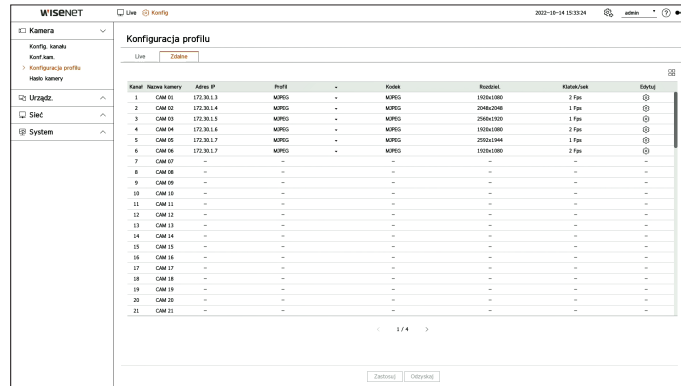 WISENET Live Konfig 2022-10-14 15:33:24 admin
Kamera
Konfig. kanału
Konf.kam.
Konfiguracja profilu
Hasło kamery
Urządz.
Sieć
System
Konfiguracja profilu
Live Zdalne
Kanał Nazwa kamery Adres IP Profil - Kodek Rozdziel. Klatek/sek Edytuj
1 CAM 01 172.30.1.3 MJPEG - MJPEG 1920x1080 2 Fps
2 CAM 02 172.30.1.4 MJPEG - MJPEG 2048x2048 1 Fps
3 CAM 03 172.30.1.5 MJPEG - MJPEG 2560x1920 1 Fps
4 CAM 04 172.30.1.6 MJPEG - MJPEG 1920x1080 2 Fps
5 CAM 05 172.30.1.7 MJPEG - MJPEG 2592x1944 1 Fps
6 CAM 06 172.30.1.7 MJPEG - MJPEG 1920x1080 2 Fps
7 CAM 07 - - - - - -
8 CAM 08 - - - - - -
9 CAM 09 - - - - - -
10 CAM 10 - - - - - -
11 CAM 11 - - - - - -
12 CAM 12 - - - - - -
13 CAM 13 - - - - - -
14 CAM 14 - - - - - -
15 CAM 15 - - - - - -
16 CAM 16 - - - - - -
17 CAM 17 - - - - - -
18 CAM 18 - - - - - -
19 CAM 19 - - - - - -
20 CAM 20 - - - - - -
21 CAM 21 - - - - - -
< 1 / 4 >
Zastosuj Odzyskaj